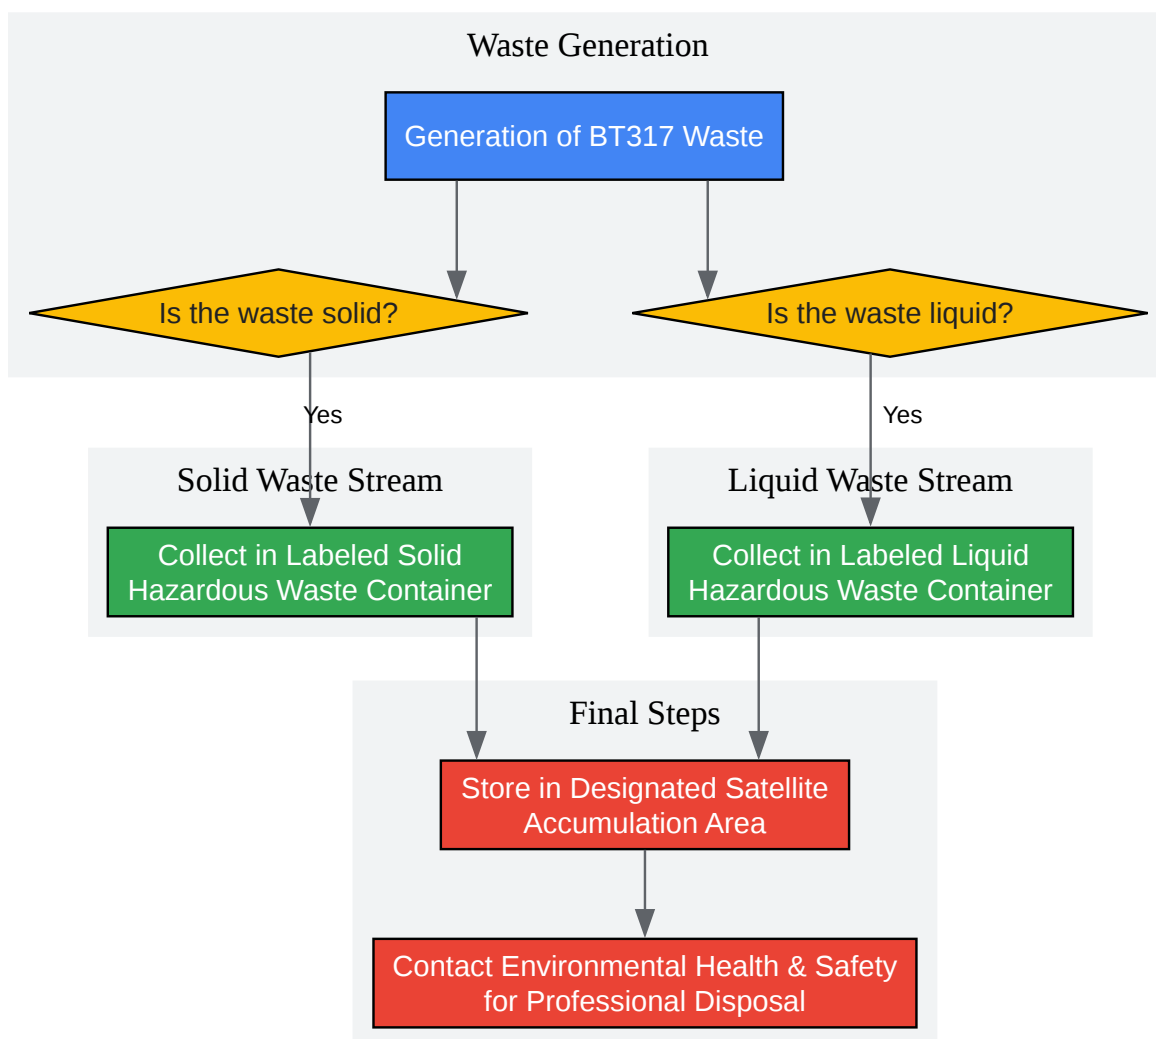 Waste Generation
Generation of BT317 Waste
Is the waste solid?
Is the waste liquid?
Yes
Yes
Solid Waste Stream
Liquid Waste Stream
Collect in Labeled Solid
Hazardous Waste Container
Collect in Labeled Liquid
Hazardous Waste Container
Final Steps
Store in Designated Satellite
Accumulation Area
Contact Environmental Health & Safety
for Professional Disposal